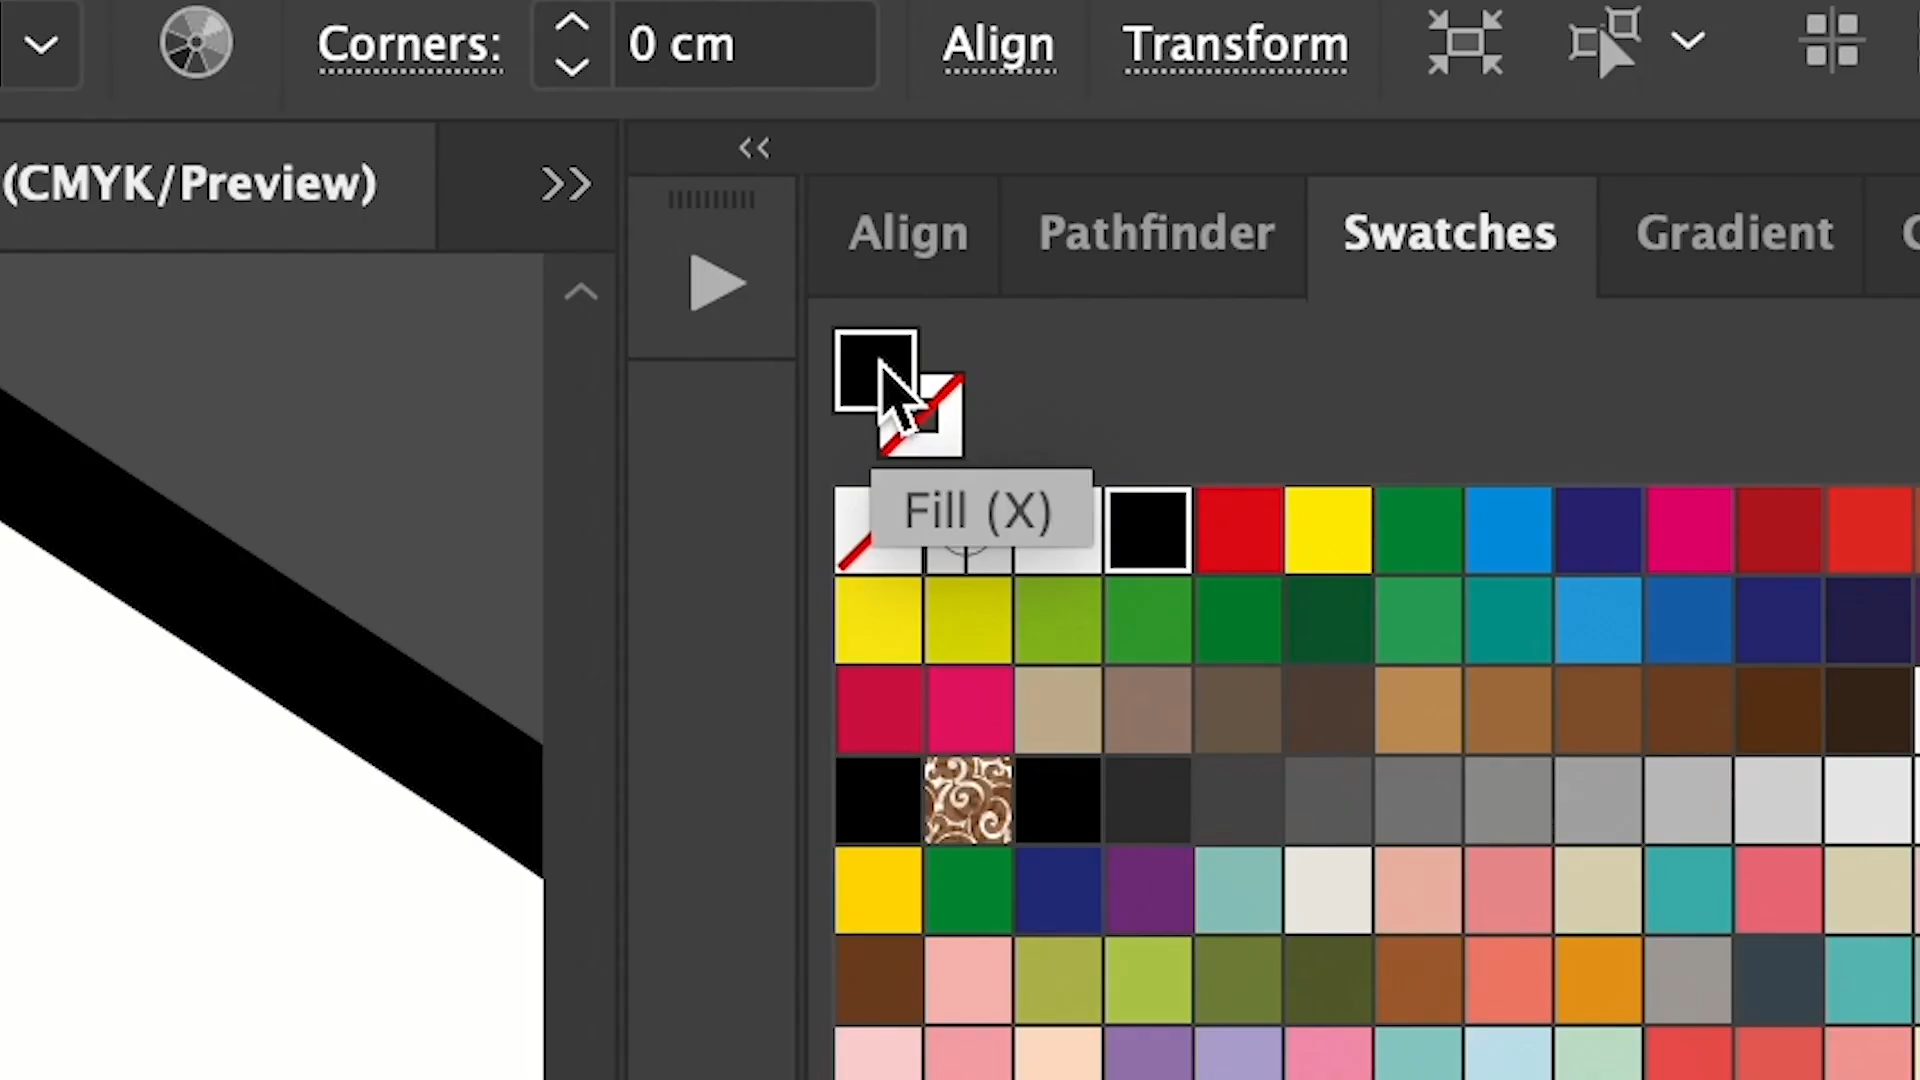 Corners: 0 cm Align Transform
(CMYK/Preview)
Align Pathfinder Swatches Gradient
Fill (X)